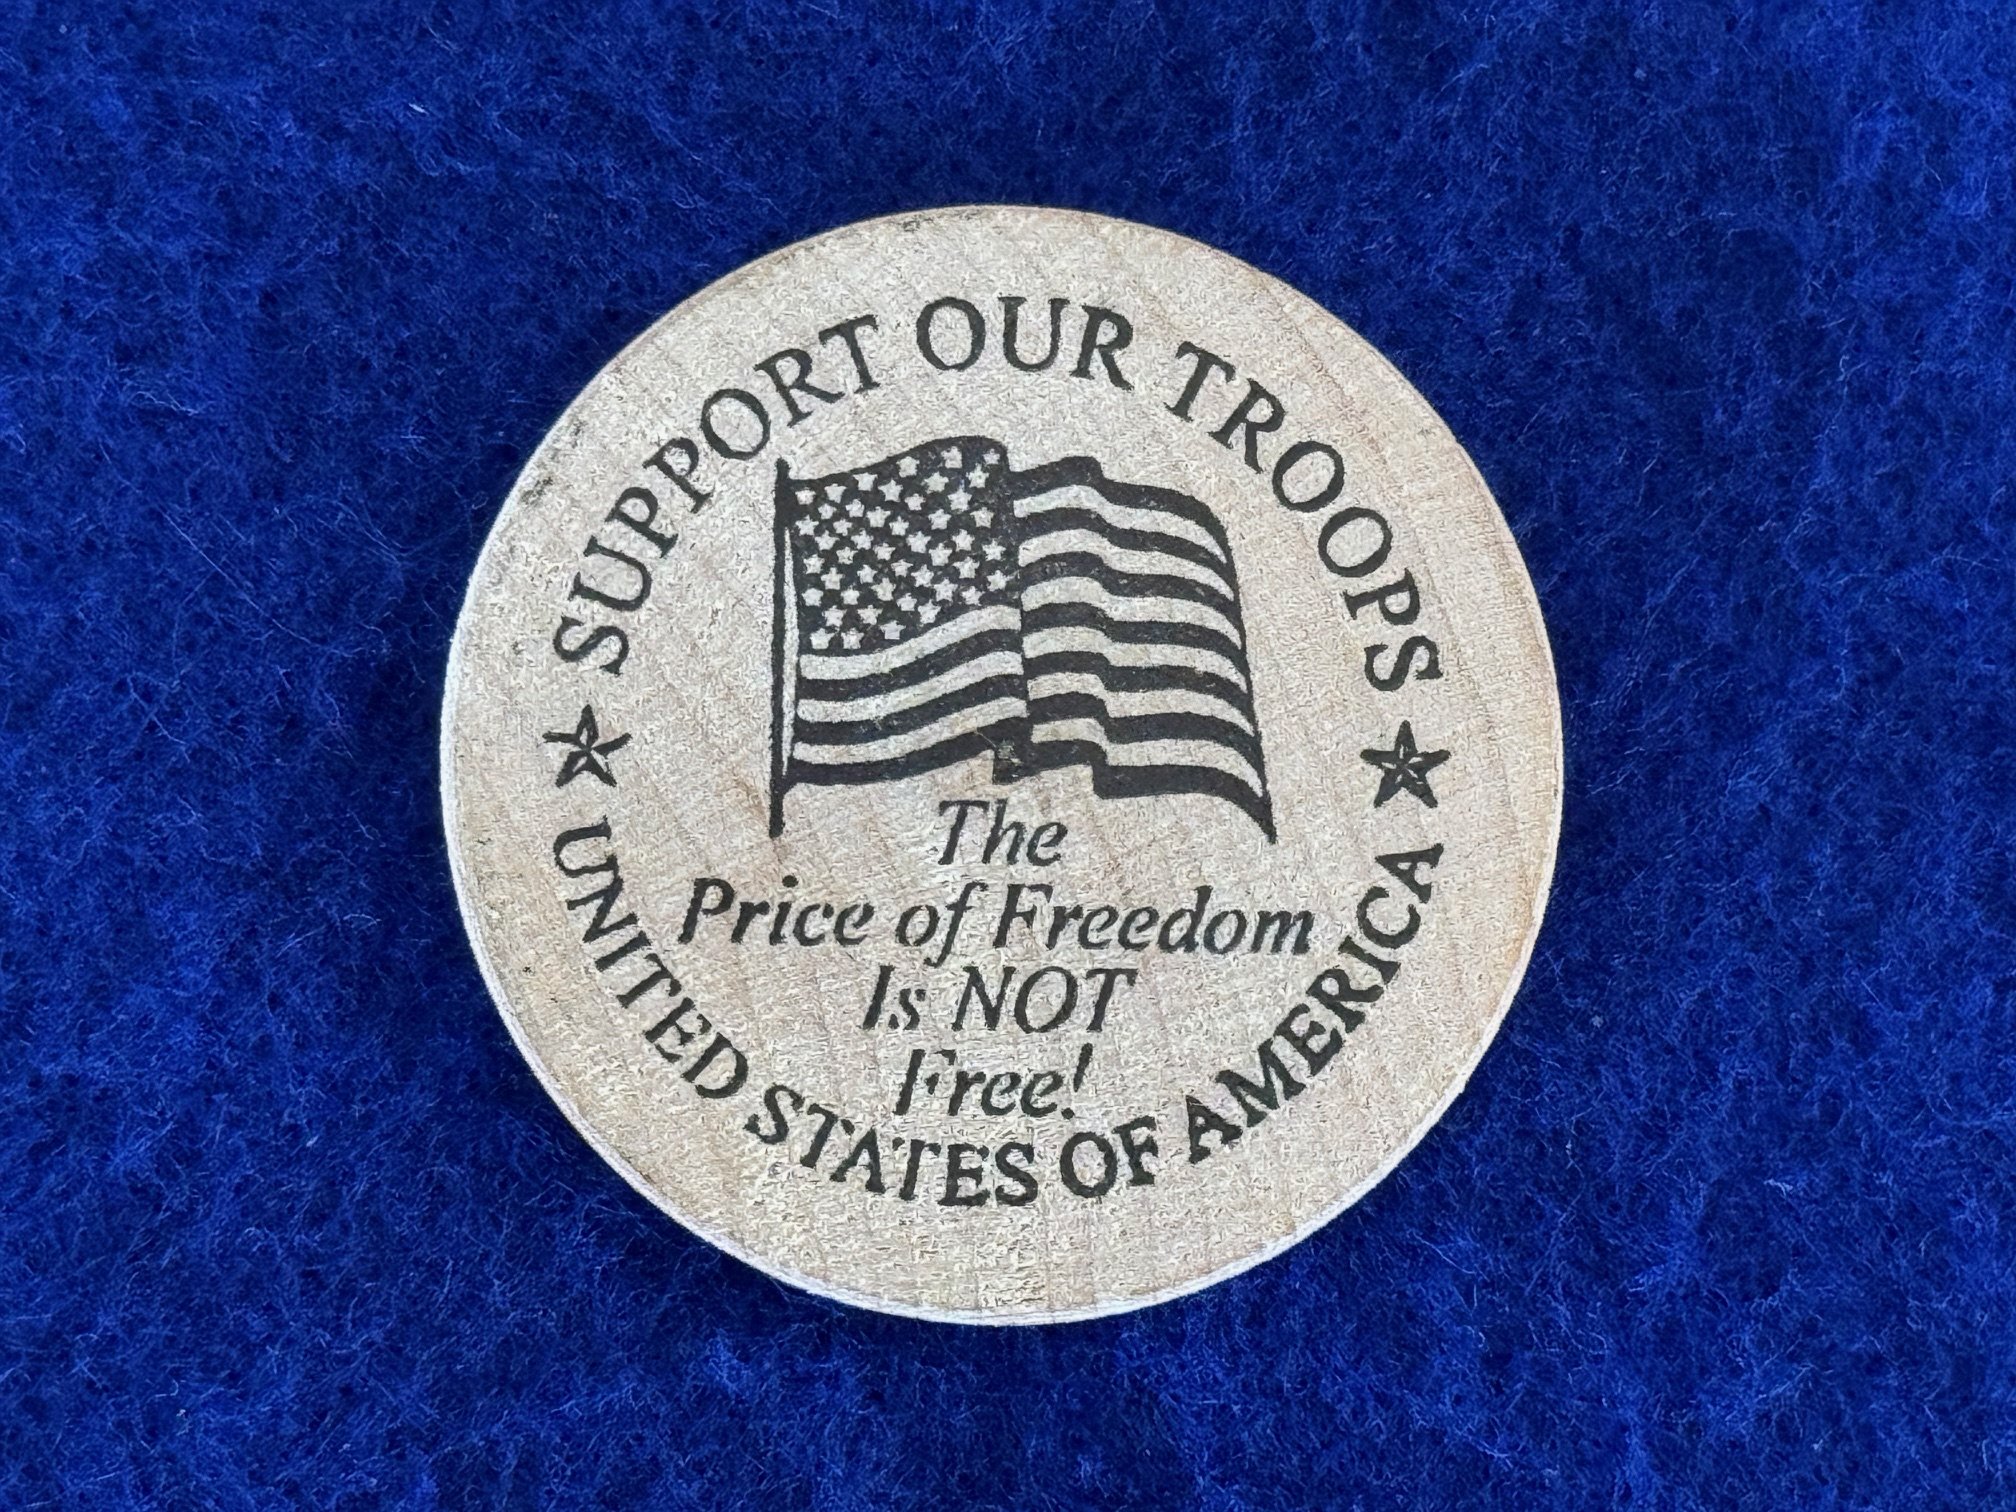 SUPPORT OUR TROOPS
The
Price of Freedom
Is NOT
Free!
UNITED STATES OF AMERICA